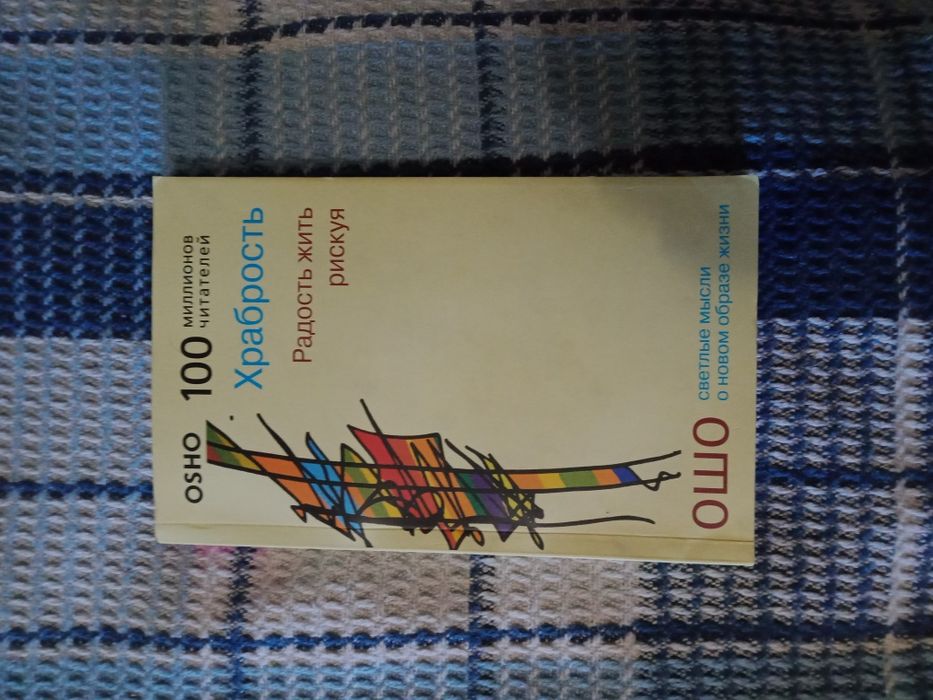 OSHO
100 миллионов
читателей
Храбрость
Радость жить
рискуя
ОШО
светлые мысли
о новом образе жизни